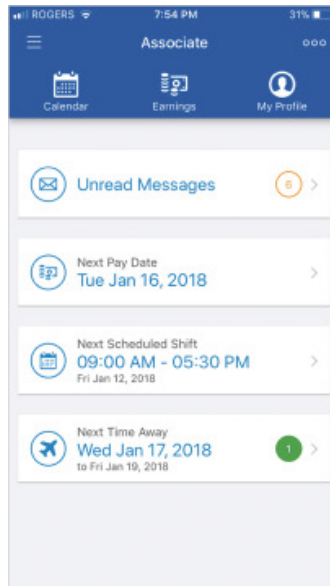 ROGERS 7:54 PM 31%
Associate
Calendar Earnings My Profile
Unread Messages 6
Next Pay Date
Tue Jan 16, 2018
Next Scheduled Shift
09:00 AM - 05:30 PM
Fri Jan 12, 2018
Next Time Away
Wed Jan 17, 2018 1
to Fri Jan 19, 2018